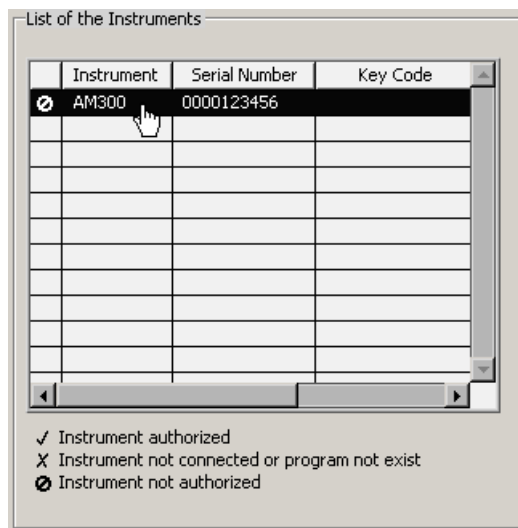 List of the Instruments
Instrument Serial Number Key Code
AM300 0000123456
✓ Instrument authorized
X Instrument not connected or program not exist
⊘ Instrument not authorized